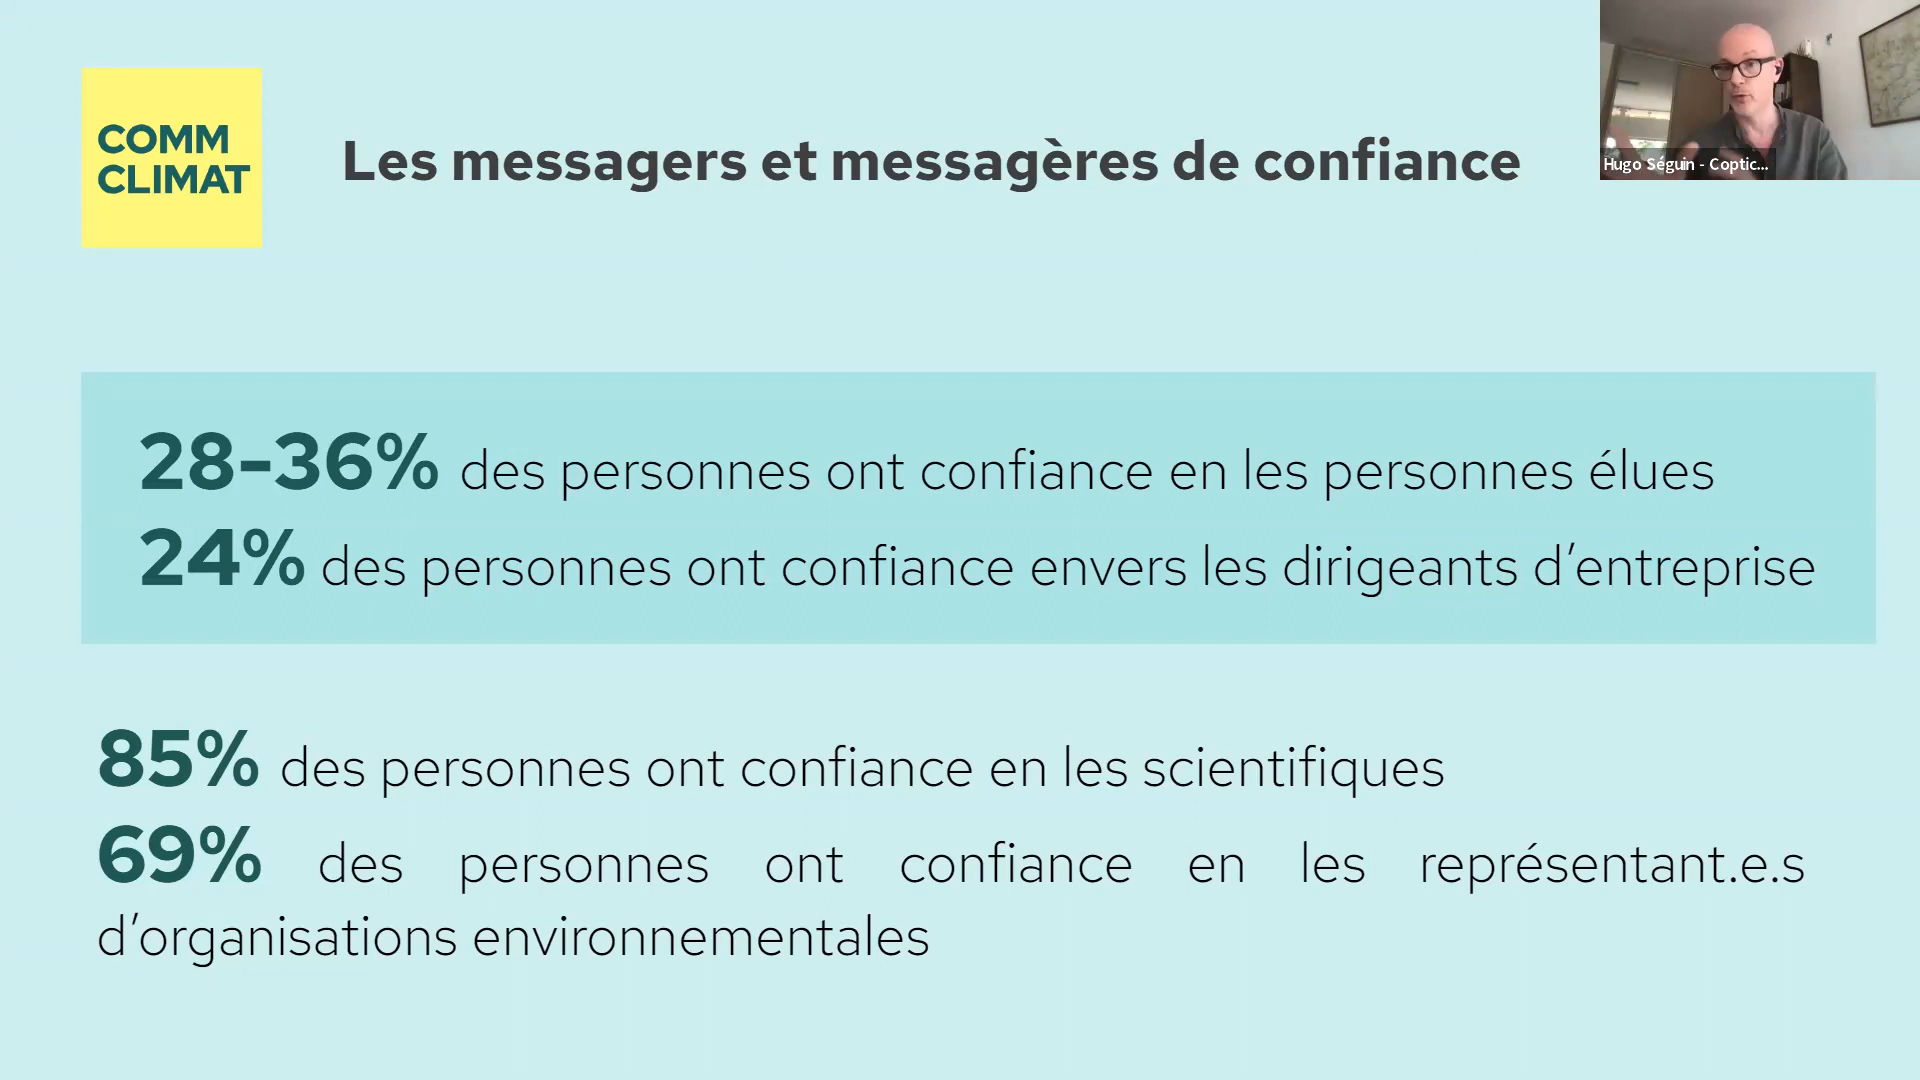 COMM
CLIMAT
Les messagers et messagères de confiance
Hugo Séguin - Coptic...
28-36% des personnes ont confiance en les personnes élues
24% des personnes ont confiance envers les dirigeants d’entreprise
85% des personnes ont confiance en les scientifiques
69% des personnes ont confiance en les représentant.e.s
d’organisations environnementales